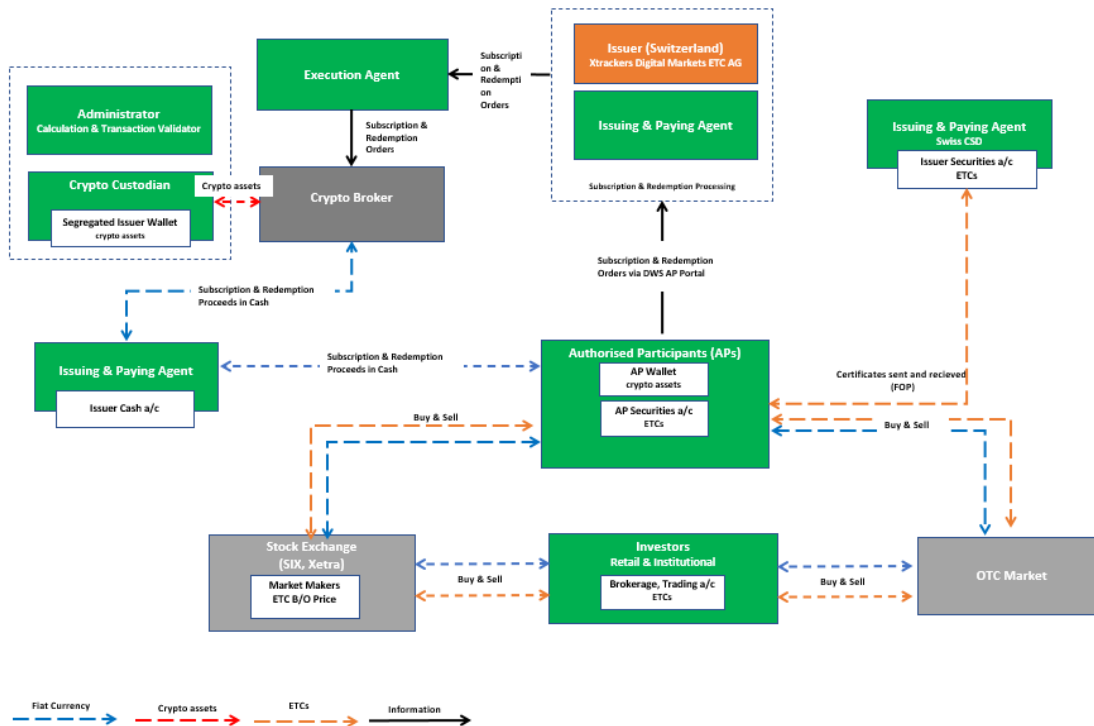 Issuer (Switzerland)
Xtrackers Digital Markets ETC AG
Issuing & Paying Agent
Subscription & Redemption Processing
Subscripti
on &
Redempti
on
Orders
Execution Agent
Subscription &
Redemption
Orders
Administrator
Calculation & Transaction Validator
Crypto Custodian
Segregated Issuer Wallet
crypto assets
Crypto assets
Crypto Broker
Issuing & Paying Agent
Swiss CSD
Issuer Securities a/c
ETCs
Subscription & Redemption
Orders via DWS AP Portal
Subscription & Redemption
Proceeds in Cash
Issuing & Paying Agent
Issuer Cash a/c
Subscription & Redemption
Proceeds in Cash
Authorised Participants (APs)
AP Wallet
crypto assets
AP Securities a/c
ETCs
Certificates sent and recieved
(FOP)
Buy & Sell
Buy & Sell
Stock Exchange
(SIX, Xetra)
Market Makers
ETC B/O Price
Buy & Sell
Investors
Retail & Institutional
Brokerage, Trading a/c
ETCs
Buy & Sell
OTC Market
Fiat Currency
Crypto assets
ETCs
Information